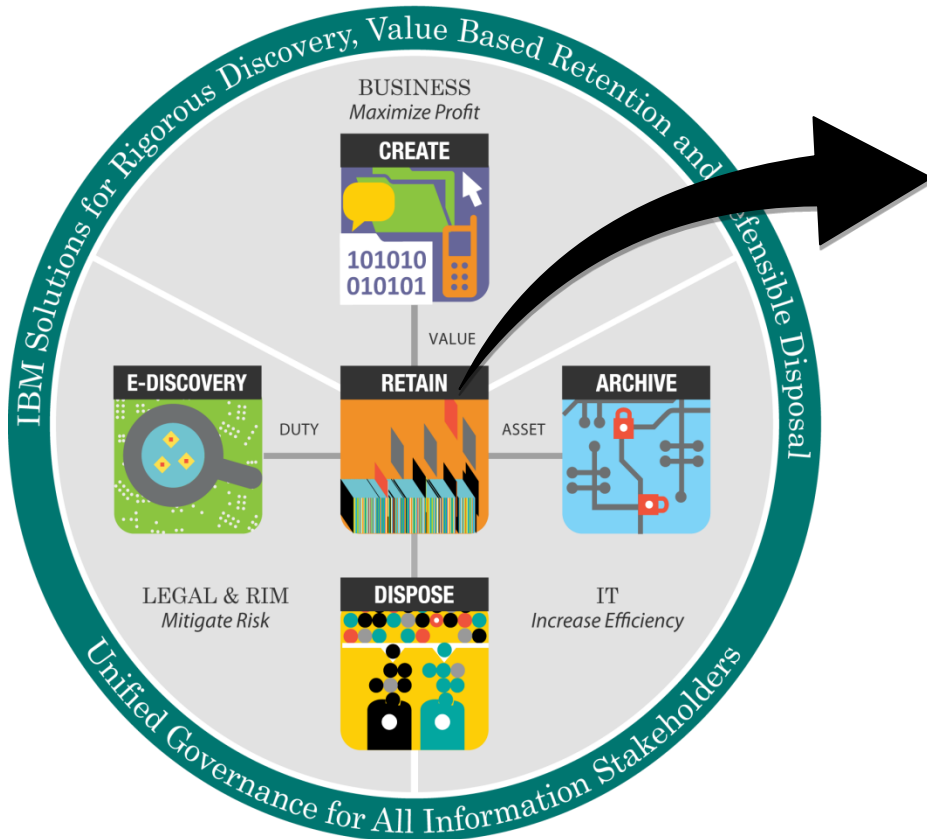 IBM Solutions for Rigorous Discovery, Value Based Retention and Defensible Disposal
BUSINESS
Maximize Profit
CREATE
101010
010101
VALUE
E-DISCOVERY
DUTY
RETAIN
ASSET
ARCHIVE
LEGAL & RIM
Mitigate Risk
DISPOSE
IT
Increase Efficiency
Unified Governance for All Information Stakeholders